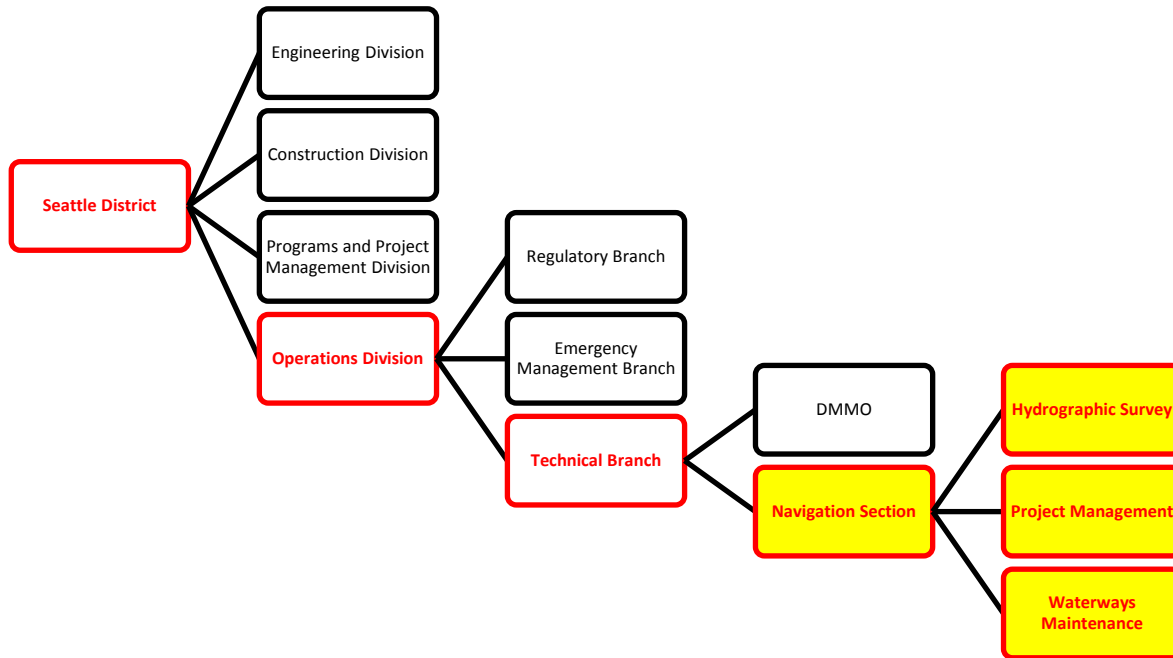 Engineering Division
Construction Division
Seattle District
Programs and Project
Management Division
Regulatory Branch
Operations Division
Emergency
Management Branch
DMMO
Hydrographic Survey
Technical Branch
Navigation Section
Project Management
Waterways
Maintenance